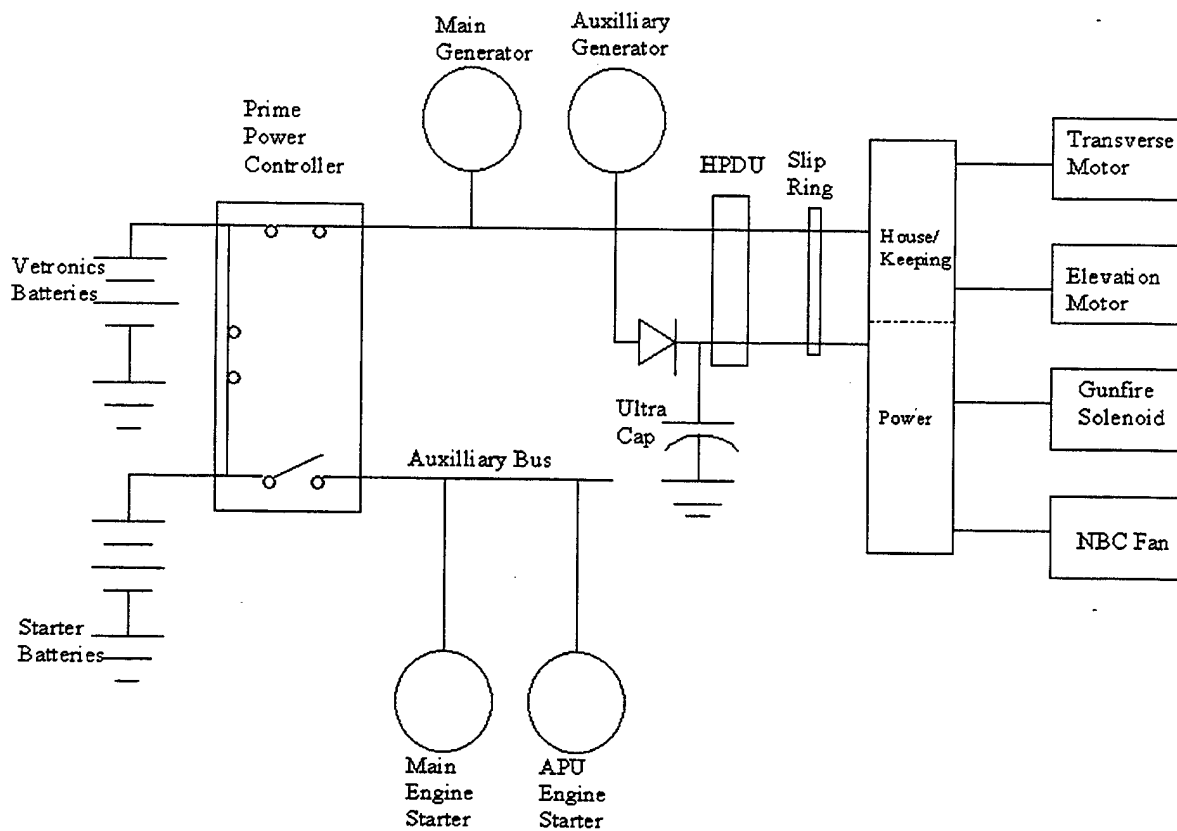 Main
Generator
Auxilliary
Generator
Prime
Power
Controller
HPDU
Slip
Ring
Transverse
Motor
House/
Keeping
Vetronics
Batteries
Elevation
Motor
Ultra
Cap
Power
Gunfire
Solenoid
Auxilliary Bus
NBC Fan
Starter
Batteries
Main
Engine
Starter
APU
Engine
Starter